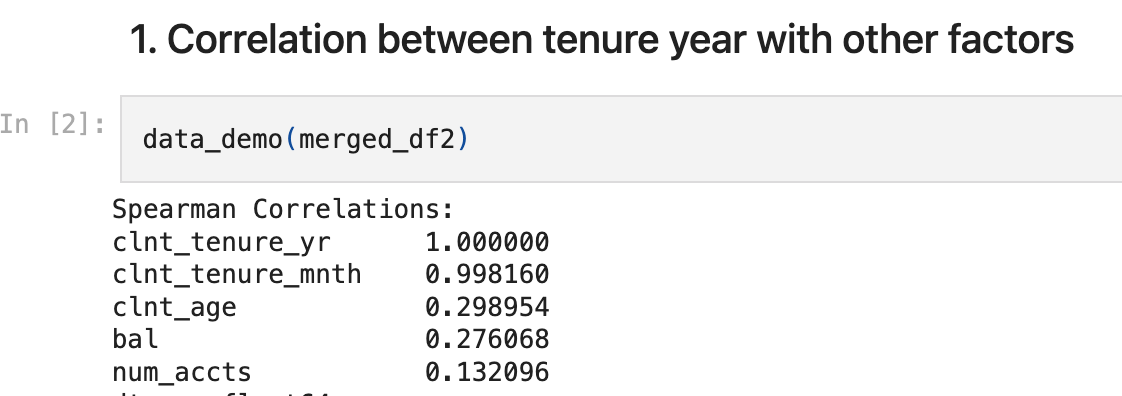 1. Correlation between tenure year with other factors
In [2]:
data_demo(merged_df2)
Spearman Correlations:
clnt_tenure_yr 1.000000
clnt_tenure_mnth 0.998160
clnt_age 0.298954
bal 0.276068
num_accts 0.132096